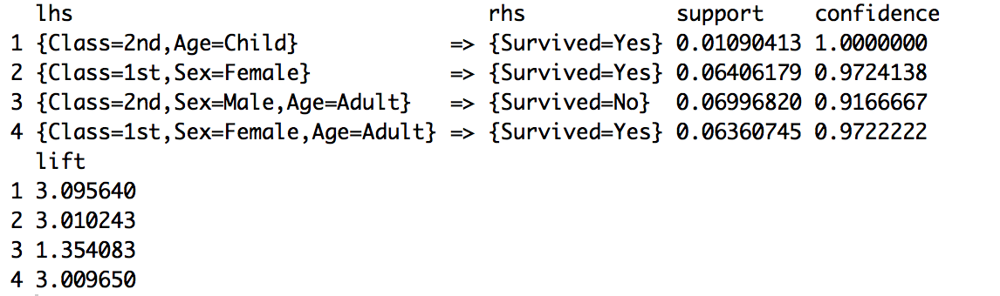 lhs                                 rhs            support    confidence
1 {Class=2nd,Age=Child}            => {Survived=Yes} 0.01090413 1.0000000
2 {Class=1st,Sex=Female}           => {Survived=Yes} 0.06406179 0.9724138
3 {Class=2nd,Sex=Male,Age=Adult}   => {Survived=No}  0.06996820 0.9166667
4 {Class=1st,Sex=Female,Age=Adult} => {Survived=Yes} 0.06360745 0.9722222
  lift
1 3.095640
2 3.010243
3 1.354083
4 3.009650